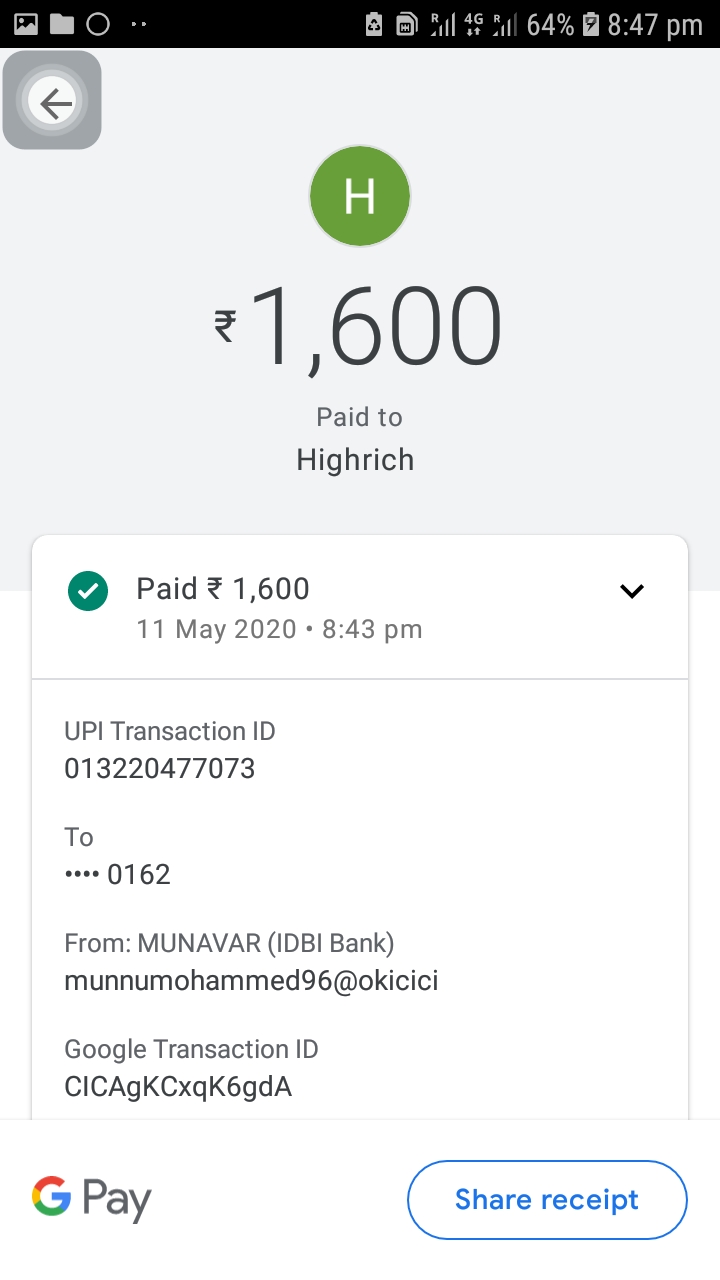 R 4G R 64% 8:47 pm
H
₹1,600
Paid to
Highrich
Paid ₹ 1,600
11 May 2020 • 8:43 pm
UPI Transaction ID
013220477073
To
•••• 0162
From: MUNAVAR (IDBI Bank)
munnumohammed96@okicici
Google Transaction ID
CICAgKCxqK6gdA
G Pay
Share receipt